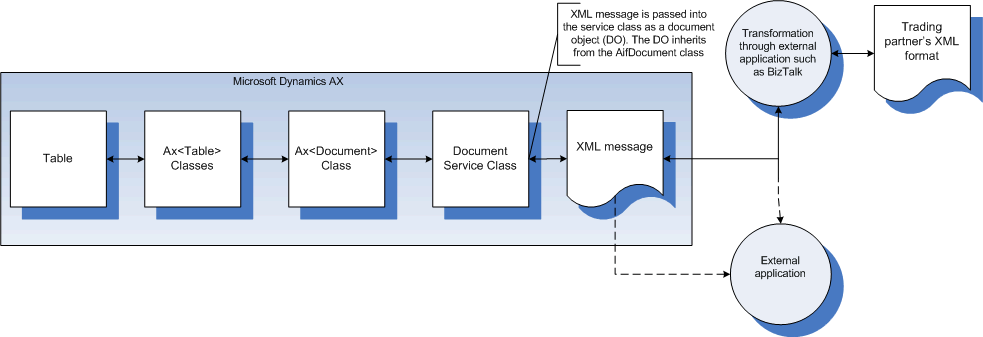 XML message is passed into
the service class as a document
object (DO). The DO inherits
from the AifDocument class
Transformation
through external
application such
as BizTalk
Trading
partner's XML
format
Microsoft Dynamics AX
Table
Ax<Table>
Classes
Ax<Document>
Class
Document
Service Class
XML message
External
application